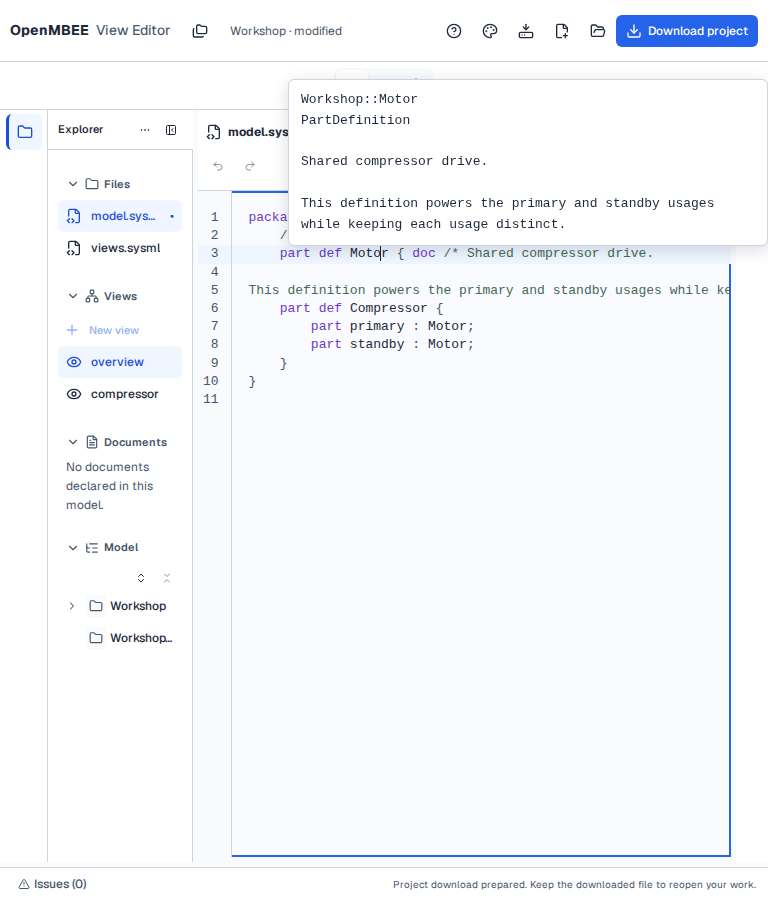 OpenMBEE View Editor
Workshop · modified
Download project
Workshop::Motor
PartDefinition
Shared compressor drive.
This definition powers the primary and standby usages
while keeping each usage distinct.
Explorer
Files
model.sys...
views.sysml
Views
New view
overview
compressor
Documents
No documents
declared in this
model.
Model
Workshop
Workshop...
model.sys
1 packa
2 /
3 part def Motor { doc /* Shared compressor drive.
4
5 This definition powers the primary and standby usages while ke
6 part def Compressor {
7 part primary : Motor;
8 part standby : Motor;
9 }
10 }
11
Issues (0)
Project download prepared. Keep the downloaded file to reopen your work.